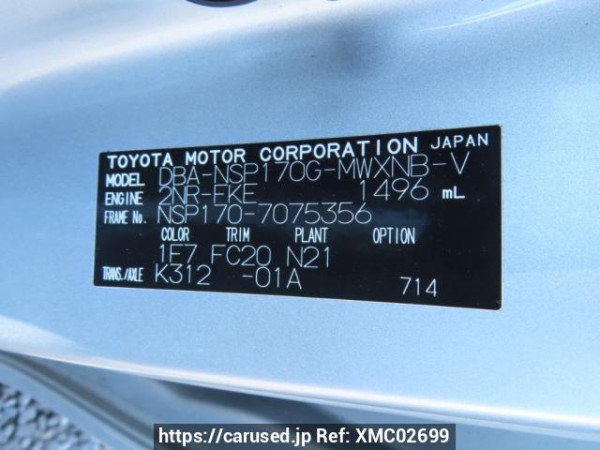 TOYOTA MOTOR CORPORATION JAPAN
MODEL DBA-NSP170G-MWXNB-V
ENGINE 2NR-FKE 1496 mL
FRAME No. NSP170-7075356
COLOR TRIM PLANT OPTION
1E7 FC20 N21
TRANS./AXLE K312 -01A
714
https://carused.jp Ref: XMC02699